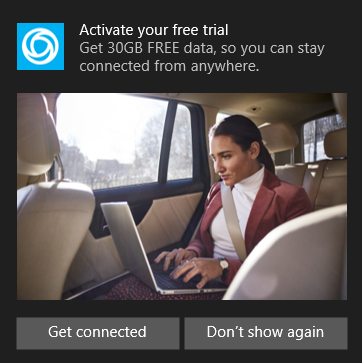 Activate your free trial
Get 30GB FREE data, so you can stay
connected from anywhere.
Get connected
Don't show again